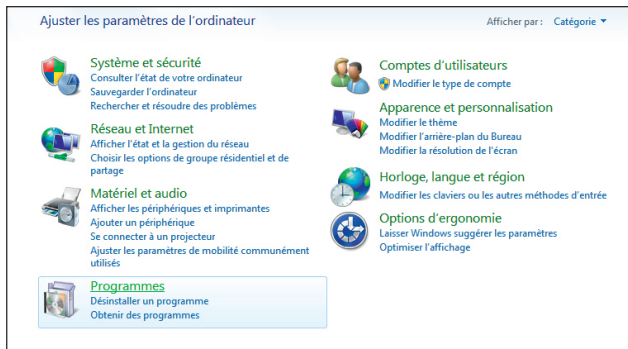 Ajuster les paramètres de l'ordinateur
Afficher par : Catégorie
Système et sécurité
Consulter l'état de votre ordinateur
Sauvegarder l'ordinateur
Rechercher et résoudre des problèmes
Réseau et Internet
Afficher l'état et la gestion du réseau
Choisir les options de groupe résidentiel et de
partage
Matériel et audio
Afficher les périphériques et imprimantes
Ajouter un périphérique
Se connecter à un projecteur
Ajuster les paramètres de mobilité communément
utilisés
Programmes
Désinstaller un programme
Obtenir des programmes
Comptes d'utilisateurs
Modifier le type de compte
Apparence et personnalisation
Modifier le thème
Modifier l'arrière-plan du Bureau
Modifier la résolution de l'écran
Horloge, langue et région
Modifier les claviers ou les autres méthodes d'entrée
Options d'ergonomie
Laisser Windows suggérer les paramètres
Optimiser l'affichage